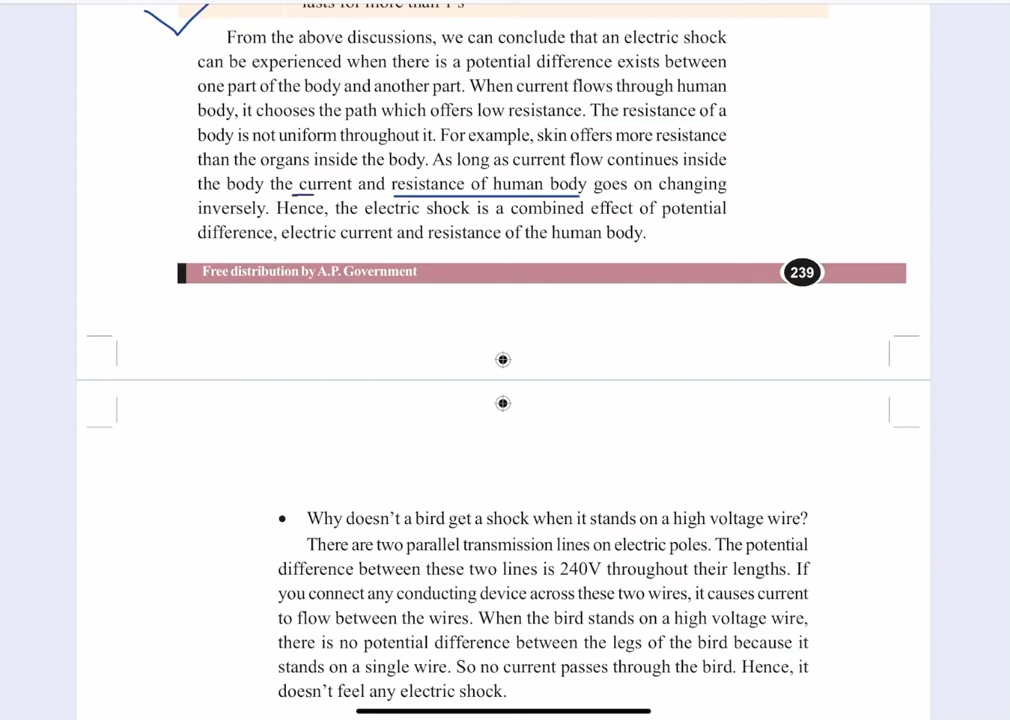 lasts for more than 1 s
From the above discussions, we can conclude that an electric shock
can be experienced when there is a potential difference exists between
one part of the body and another part. When current flows through human
body, it chooses the path which offers low resistance. The resistance of a
body is not uniform throughout it. For example, skin offers more resistance
than the organs inside the body. As long as current flow continues inside
the body the current and resistance of human body goes on changing
inversely. Hence, the electric shock is a combined effect of potential
difference, electric current and resistance of the human body.
Free distribution by A.P. Government
239
• Why doesn't a bird get a shock when it stands on a high voltage wire?
There are two parallel transmission lines on electric poles. The potential
difference between these two lines is 240V throughout their lengths. If
you connect any conducting device across these two wires, it causes current
to flow between the wires. When the bird stands on a high voltage wire,
there is no potential difference between the legs of the bird because it
stands on a single wire. So no current passes through the bird. Hence, it
doesn't feel any electric shock.